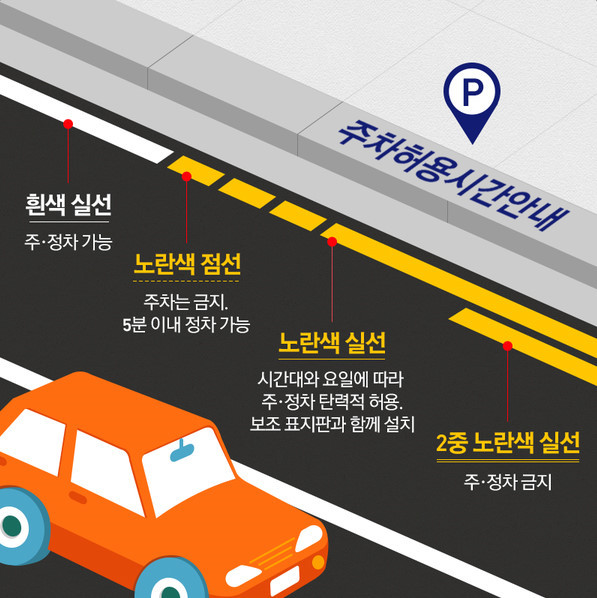 P
주차허용시간안내
흰색 실선
주·정차 가능
노란색 점선
주차는 금지.
5분 이내 정차 가능
노란색 실선
시간대와 요일에 따라
주·정차 탄력적 허용.
보조 표지판과 함께 설치
2중 노란색 실선
주·정차 금지